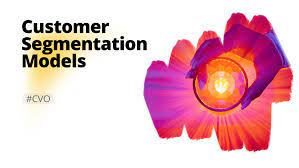 Customer
Segmentation
Models
#CVO